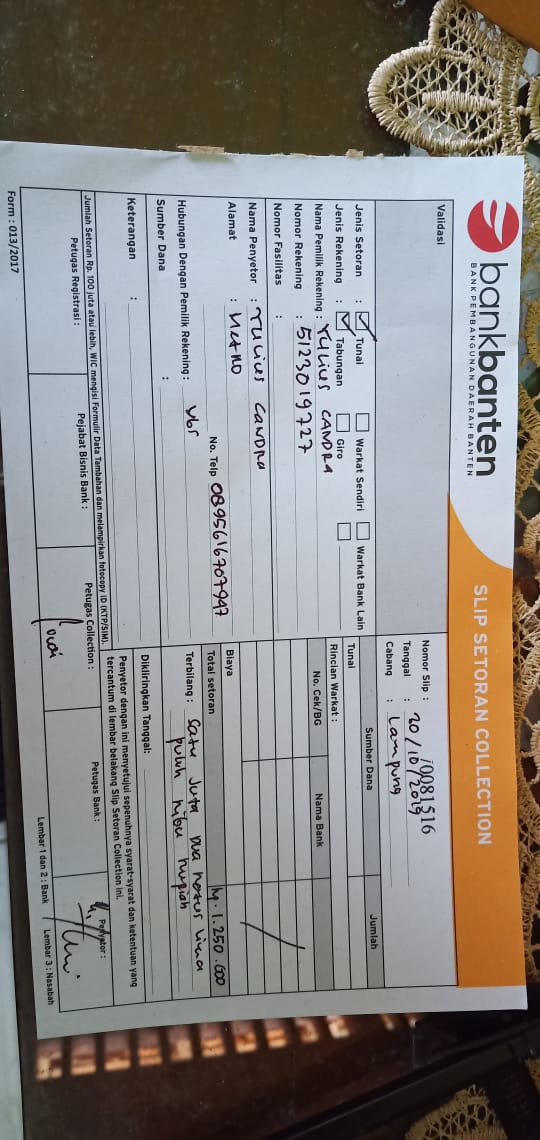 bankbanten
BANK PEMBANGUNAN DAERAH BANTEN
SLIP SETORAN COLLECTION
Validasi
Nomor Slip : 10081516
Tanggal : 30/10/2019
Cabang : Lampung
Jenis Setoran : Tunai Warkat Sendiri Warkat Bank Lain
Jenis Rekening : Tabungan Giro
Nama Pemilik Rekening : YULIUS CANDRA
Nomor Rekening : 5123019727
Nomor Fasilitas :
Nama Penyetor : YULIUS CANDRA
Alamat : METRO
No. Telp 0895616707947
Hubungan Dengan Pemilik Rekening : YBS
Sumber Dana :
Keterangan :
Sumber Dana Jumlah
Tunai
Rincian Warkat :
No. Cek/BG Nama Bank
Biaya
Total setoran Rp. 1.250.000
Terbilang : Satu Juta Dua Ratus Lima
puluh ribu rupiah
Dikliringkan Tanggal:
Penyetor dengan ini menyetujui sepenuhnya syarat-syarat dan ketentuan yang
tercantum di lembar belakang Slip Setoran Collection ini.
Jumlah Setoran Rp. 100 juta atau lebih, WIC mengisi Formulir Data Tambahan dan melampirkan fotocopy ID (KTP/SIM).
Petugas Registrasi : Pejabat Bisnis Bank : Petugas Collection : Petugas Bank : Penyetor :
Form : 013/2017
Lembar 1 dan 2 : Bank Lembar 3 : Nasabah